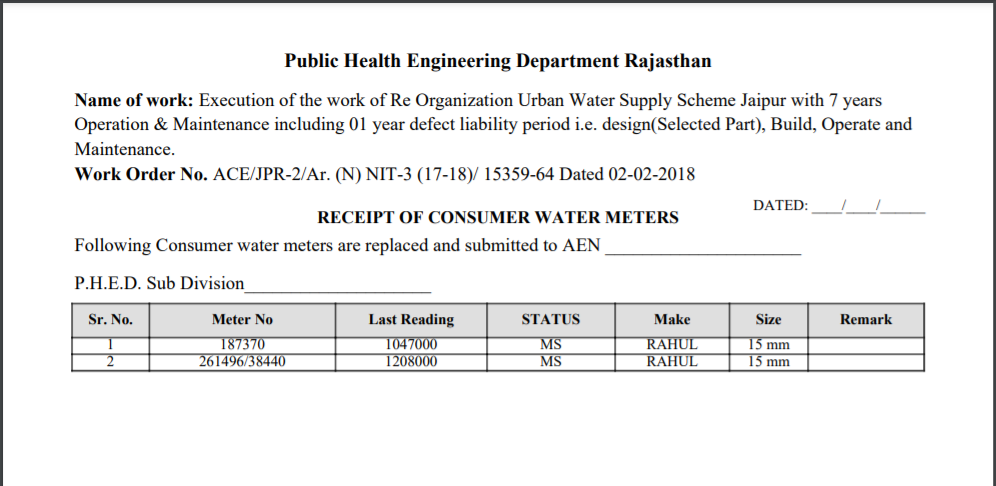 Public Health Engineering Department Rajasthan
Name of work: Execution of the work of Re Organization Urban Water Supply Scheme Jaipur with 7 years
Operation & Maintenance including 01 year defect liability period i.e. design(Selected Part), Build, Operate and
Maintenance.
Work Order No. ACE/JPR-2/Ar. (N) NIT-3 (17-18)/ 15359-64 Dated 02-02-2018
DATED: ____/____/______
RECEIPT OF CONSUMER WATER METERS
Following Consumer water meters are replaced and submitted to AEN _____________________
P.H.E.D. Sub Division____________________
Sr. No. Meter No Last Reading STATUS Make Size Remark
1 187370 1047000 MS RAHUL 15 mm
2 261496/38440 1208000 MS RAHUL 15 mm